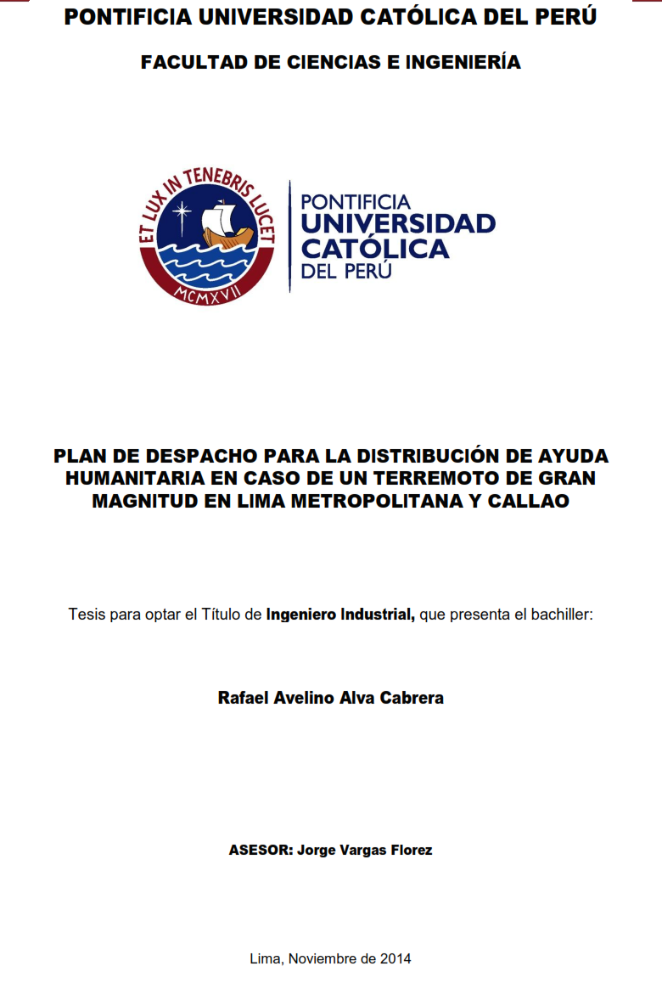 PONTIFICIA UNIVERSIDAD CATÓLICA DEL PERÚ
FACULTAD DE CIENCIAS E INGENIERÍA
ET LUX IN TENEBRIS LUCET
MCMXVII
PONTIFICIA
UNIVERSIDAD
CATÓLICA
DEL PERÚ
PLAN DE DESPACHO PARA LA DISTRIBUCIÓN DE AYUDA
HUMANITARIA EN CASO DE UN TERREMOTO DE GRAN
MAGNITUD EN LIMA METROPOLITANA Y CALLAO
Tesis para optar el Título de Ingeniero Industrial, que presenta el bachiller:
Rafael Avelino Alva Cabrera
ASESOR: Jorge Vargas Florez
Lima, Noviembre de 2014